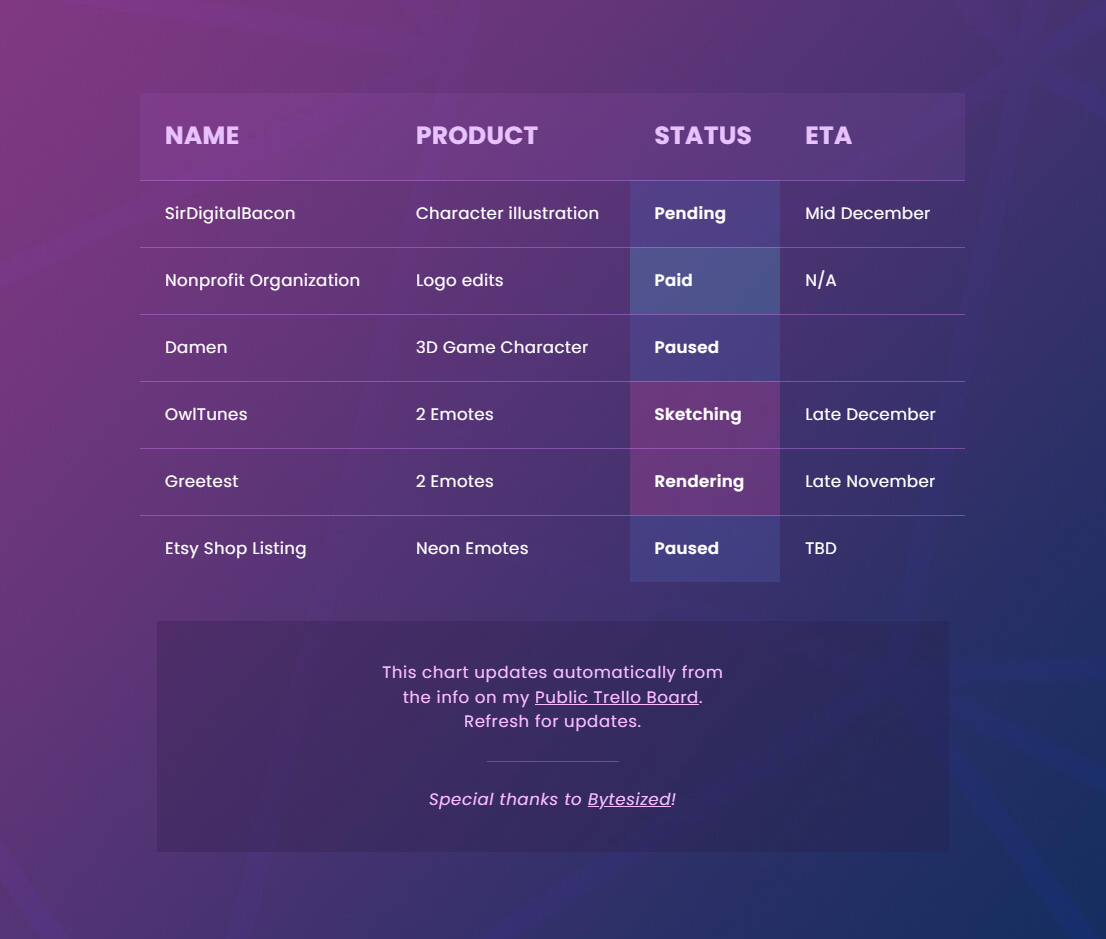 NAME PRODUCT STATUS ETA
SirDigitalBacon Character illustration Pending Mid December
Nonprofit Organization Logo edits Paid N/A
Damen 3D Game Character Paused
OwlTunes 2 Emotes Sketching Late December
Greetest 2 Emotes Rendering Late November
Etsy Shop Listing Neon Emotes Paused TBD
This chart updates automatically from
the info on my Public Trello Board.
Refresh for updates.
Special thanks to Bytesized!